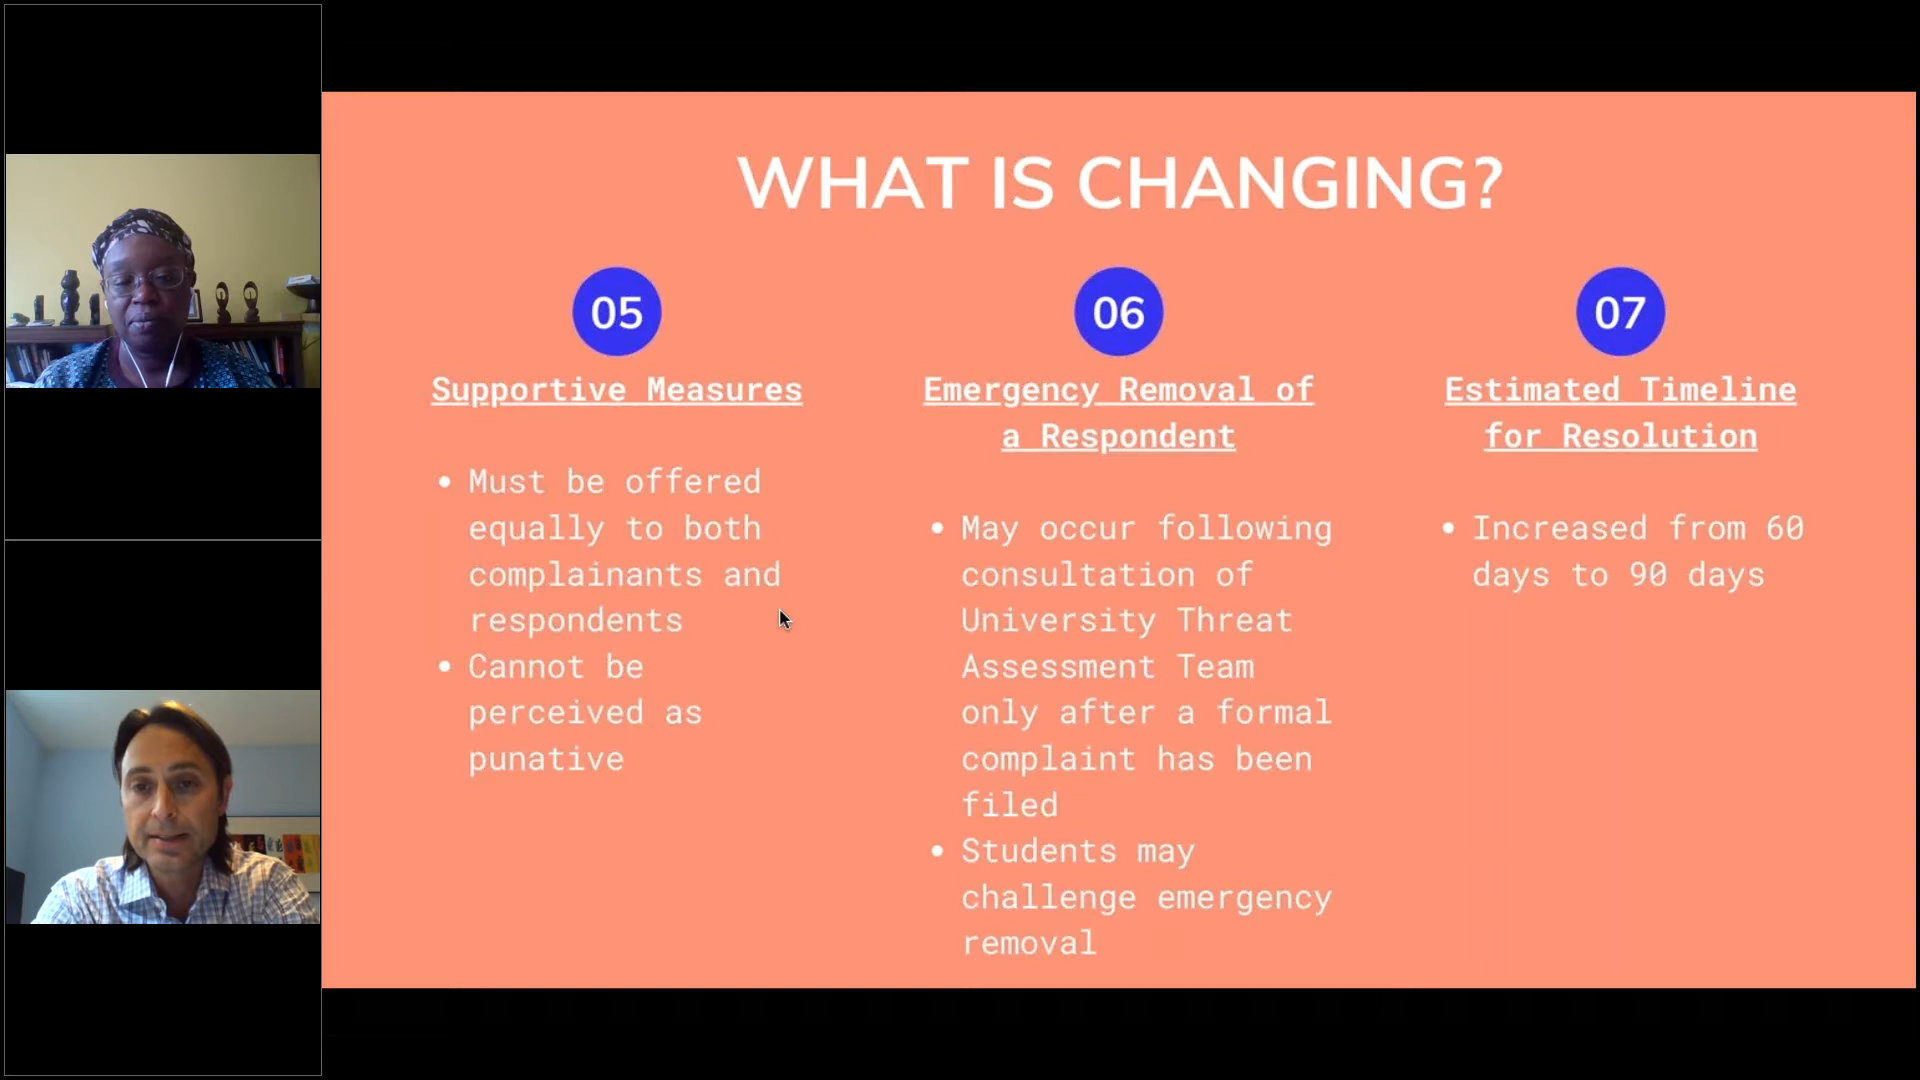 WHAT IS CHANGING?
05
Supportive Measures
• Must be offered
equally to both
complainants and
respondents
• Cannot be
perceived as
punative
06
Emergency Removal of
a Respondent
• May occur following
consultation of
University Threat
Assessment Team
only after a formal
complaint has been
filed
• Students may
challenge emergency
removal
07
Estimated Timeline
for Resolution
• Increased from 60
days to 90 days